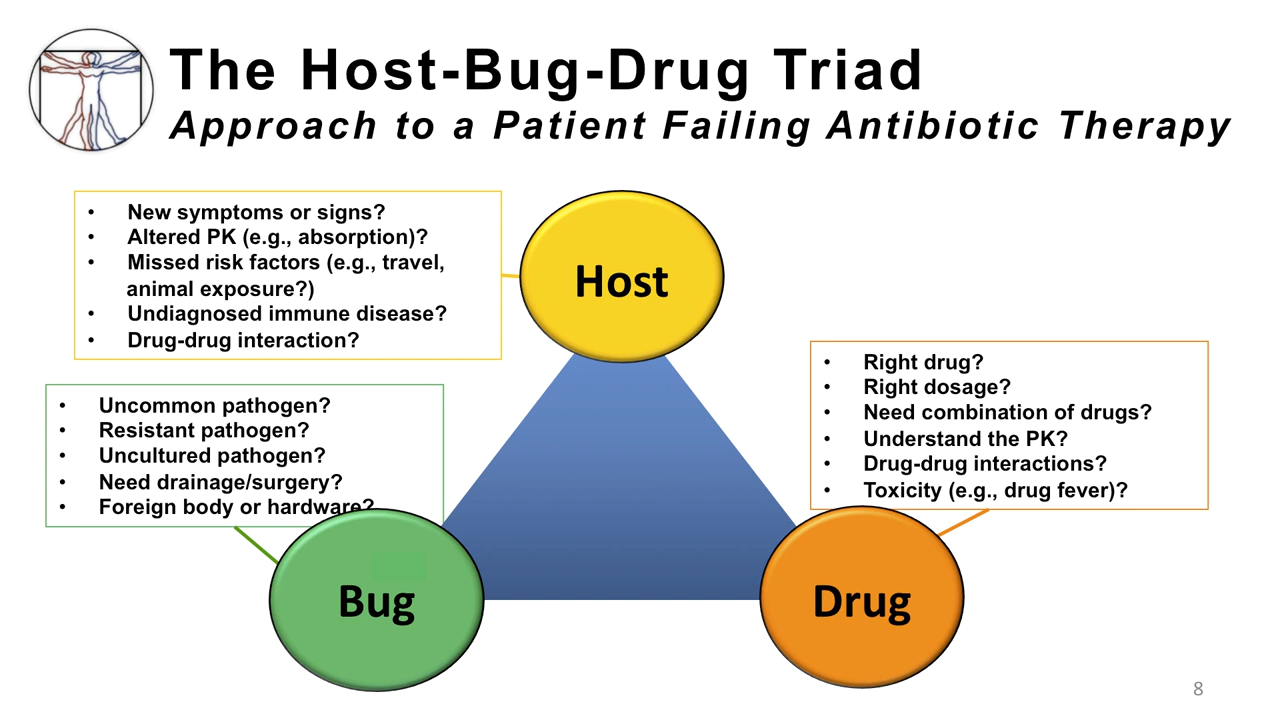 The Host-Bug-Drug Triad
Approach to a Patient Failing Antibiotic Therapy
• New symptoms or signs?
• Altered PK (e.g., absorption)?
• Missed risk factors (e.g., travel,
animal exposure?)
• Undiagnosed immune disease?
• Drug-drug interaction?
Host
• Uncommon pathogen?
• Resistant pathogen?
• Uncultured pathogen?
• Need drainage/surgery?
• Foreign body or hardware?
Bug
• Right drug?
• Right dosage?
• Need combination of drugs?
• Understand the PK?
• Drug-drug interactions?
• Toxicity (e.g., drug fever)?
Drug
8